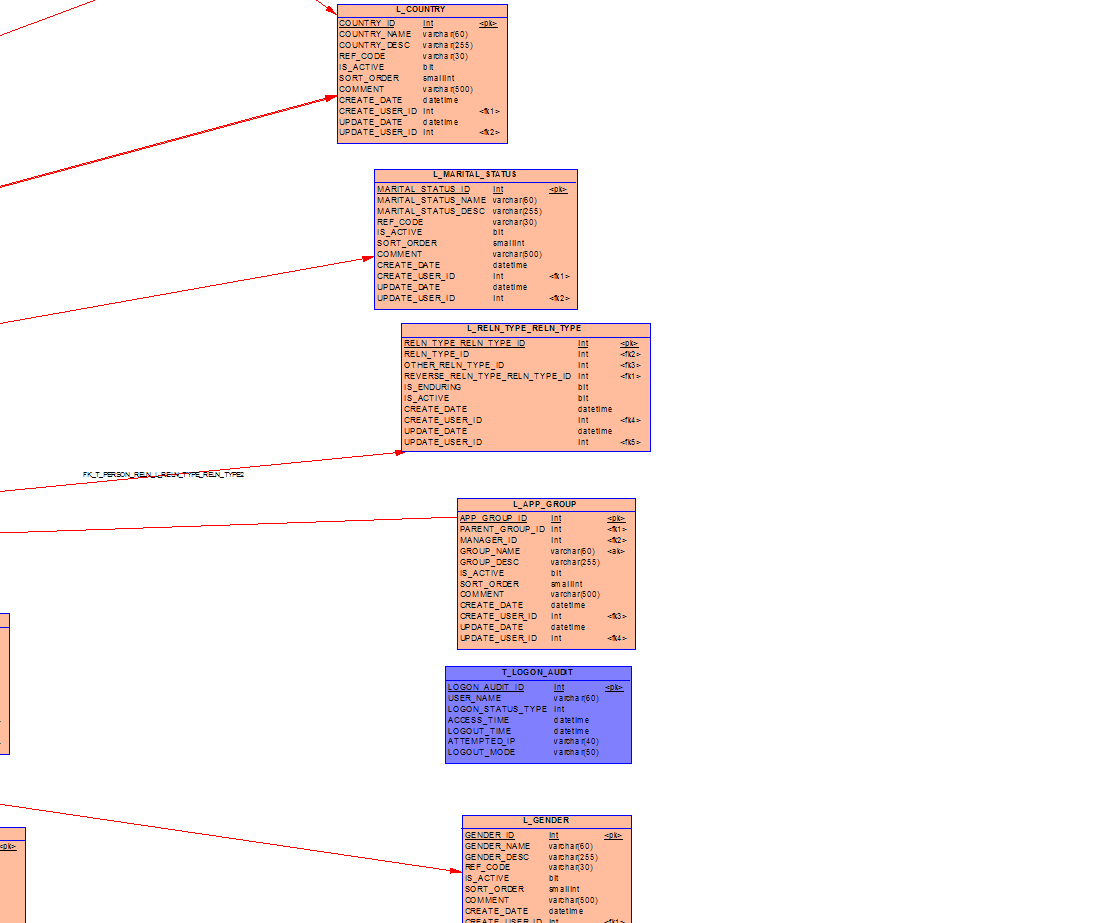 L_COUNTRY
COUNTRY_ID int <pk>
COUNTRY_NAME varchar(60)
COUNTRY_DESC varchar(255)
REF_CODE varchar(30)
IS_ACTIVE bit
SORT_ORDER smallint
COMMENT varchar(500)
CREATE_DATE datetime
CREATE_USER_ID int <fk1>
UPDATE_DATE datetime
UPDATE_USER_ID int <fk2>
L_MARITAL_STATUS
MARITAL_STATUS_ID int <pk>
MARITAL_STATUS_NAME varchar(60)
MARITAL_STATUS_DESC varchar(255)
REF_CODE varchar(30)
IS_ACTIVE bit
SORT_ORDER smallint
COMMENT varchar(500)
CREATE_DATE datetime
CREATE_USER_ID int <fk1>
UPDATE_DATE datetime
UPDATE_USER_ID int <fk2>
L_RELN_TYPE_RELN_TYPE
RELN_TYPE_RELN_TYPE_ID int <pk>
RELN_TYPE_ID int <fk2>
OTHER_RELN_TYPE_ID int <fk3>
REVERSE_RELN_TYPE_RELN_TYPE_ID int <fk1>
IS_ENDURING bit
IS_ACTIVE bit
CREATE_DATE datetime
CREATE_USER_ID int <fk4>
UPDATE_DATE datetime
UPDATE_USER_ID int <fk5>
FK_T_PERSON_RELN_L_RELN_TYPE_RELN_TYPE2
L_APP_GROUP
APP_GROUP_ID int <pk>
PARENT_GROUP_ID int <fk1>
MANAGER_ID int <fk2>
GROUP_NAME varchar(60) <ak>
GROUP_DESC varchar(255)
IS_ACTIVE bit
SORT_ORDER smallint
COMMENT varchar(500)
CREATE_DATE datetime
CREATE_USER_ID int <fk3>
UPDATE_DATE datetime
UPDATE_USER_ID int <fk4>
T_LOGON_AUDIT
LOGON_AUDIT_ID int <pk>
USER_NAME varchar(60)
LOGON_STATUS_TYPE int
ACCESS_TIME datetime
LOGOUT_TIME datetime
ATTEMPTED_IP varchar(40)
LOGOUT_MODE varchar(50)
L_GENDER
GENDER_ID int <pk>
GENDER_NAME varchar(60)
GENDER_DESC varchar(255)
REF_CODE varchar(30)
IS_ACTIVE bit
SORT_ORDER smallint
COMMENT varchar(500)
CREATE_DATE datetime
CREATE_USER_ID int <fk1>
<pk>